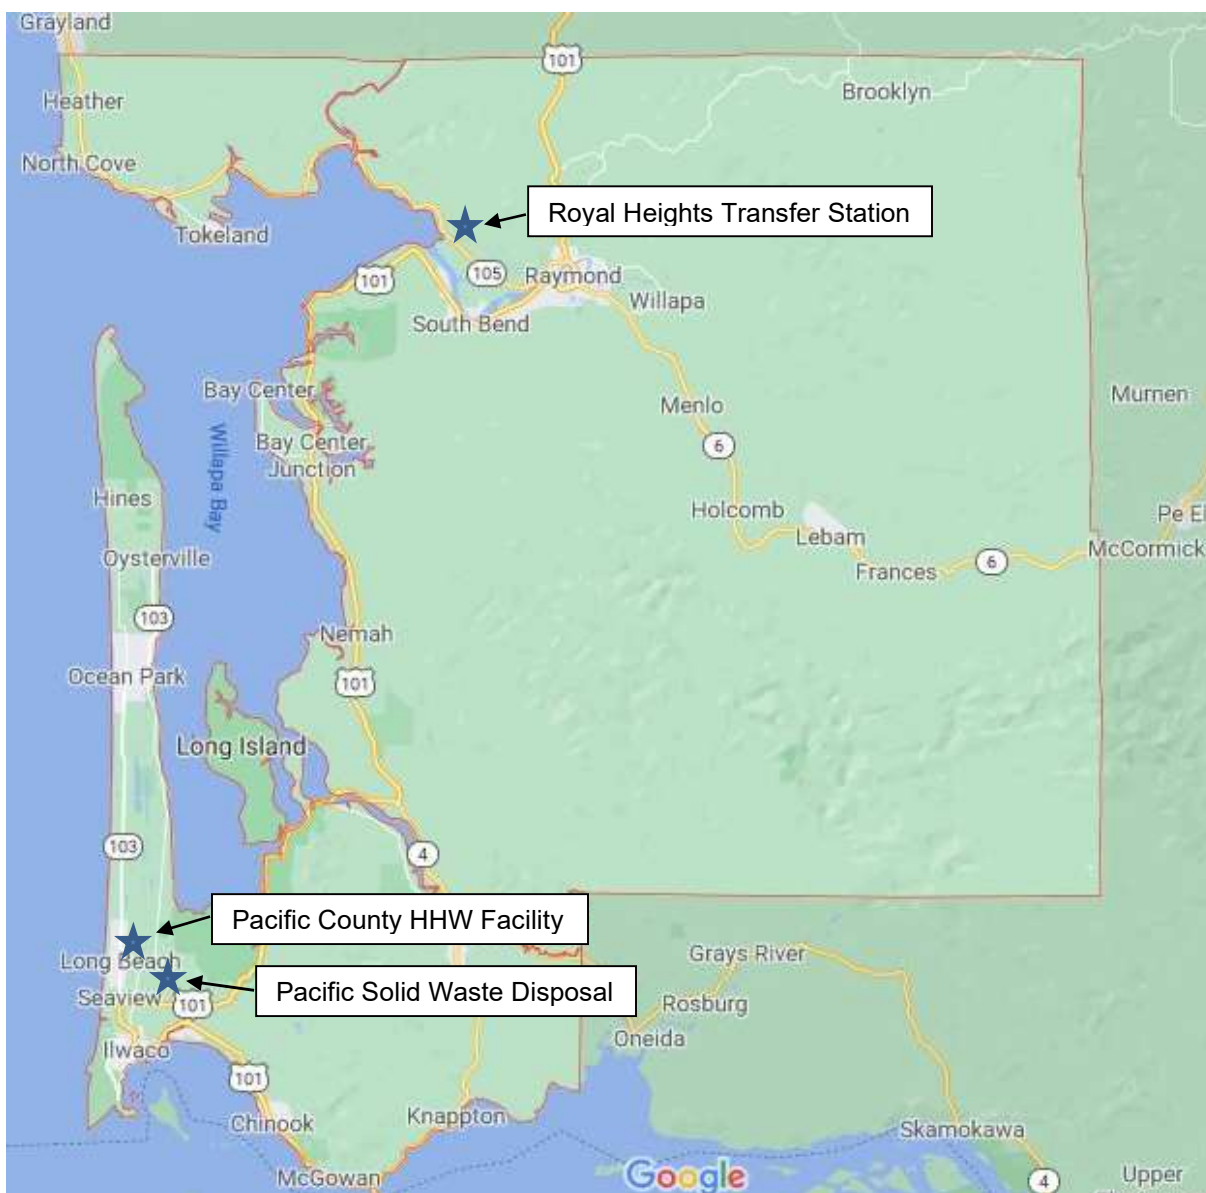 Grayland
101
Heather
Brooklyn
North Cove
Royal Heights Transfer Station
Tokeland
105
Raymond
101
Willapa
South Bend
Bay Center
Menlo
Murnen
Willapa Bay
Bay Center
Junction
6
Hines
Holcomb
Pe El
Lebam
Oysterville
McCormick
Frances
6
103
Nemah
Ocean Park
101
Long Island
103
4
Pacific County HHW Facility
Long Beach
Grays River
Pacific Solid Waste Disposal
Seaview
101
Rosburg
Oneida
Ilwaco
101
Chinook
Knappton
Skamokawa
McGowan
Google
4
Upper